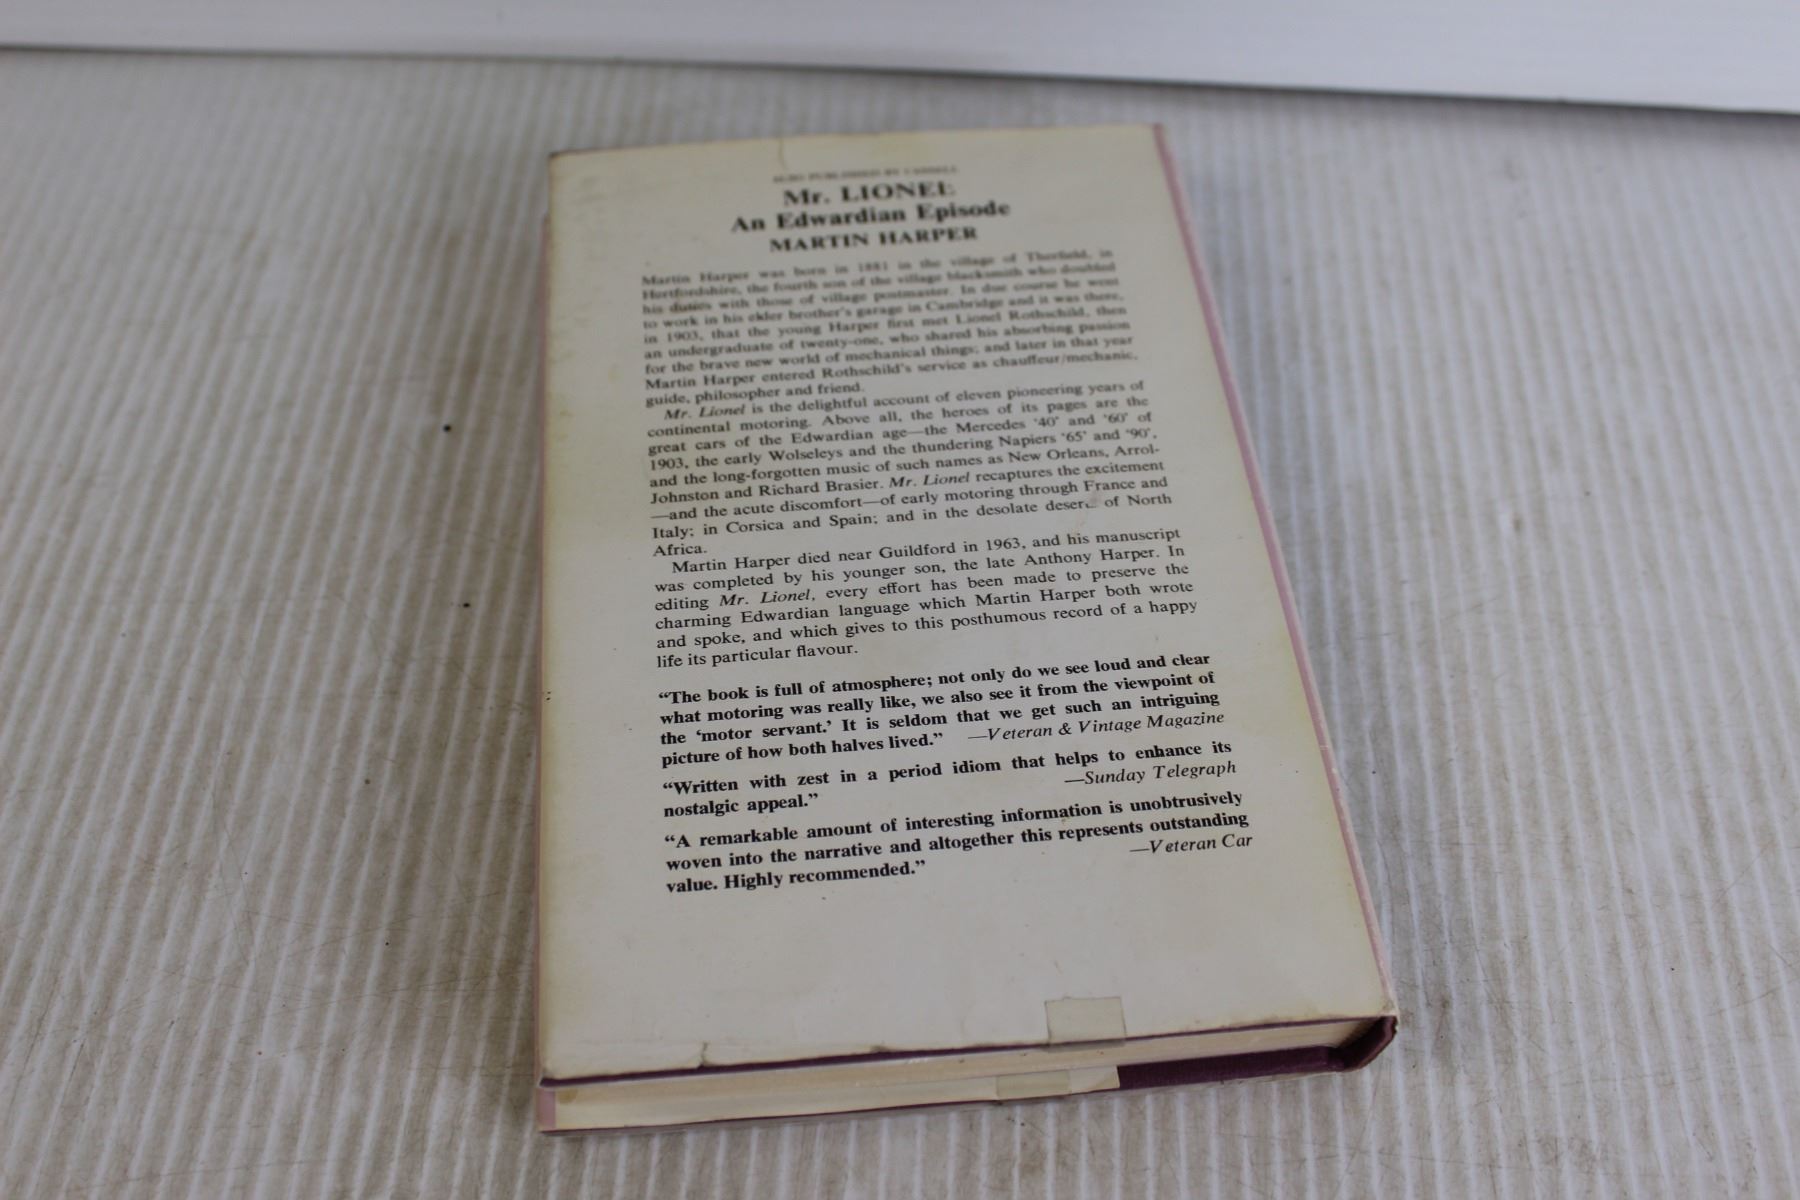 ALSO PUBLISHED BY CASSELL
Mr. LIONEL
An Edwardian Episode
MARTIN HARPER
Martin Harper was born in 1881 in the village of Therfield, in
Hertfordshire, the fourth son of the village blacksmith who doubled
his duties with those of village postmaster. In due course he went
to work in his elder brother's garage in Cambridge and it was there,
in 1903, that the young Harper first met Lionel Rothschild, then
an undergraduate of twenty-one, who shared his absorbing passion
for the brave new world of mechanical things; and later in that year
Martin Harper entered Rothschild's service as chauffeur/mechanic,
guide, philosopher and friend.
Mr. Lionel is the delightful account of eleven pioneering years of
continental motoring. Above all, the heroes of its pages are the
great cars of the Edwardian age—the Mercedes '40' and '60' of
1903, the early Wolseleys and the thundering Napiers '65' and '90',
and the long-forgotten music of such names as New Orleans, Arrol-
Johnston and Richard Brasier. Mr. Lionel recaptures the excitement
—and the acute discomfort—of early motoring through France and
Italy; in Corsica and Spain; and in the desolate desert of North
Africa.
Martin Harper died near Guildford in 1963, and his manuscript
was completed by his younger son, the late Anthony Harper. In
editing Mr. Lionel, every effort has been made to preserve the
charming Edwardian language which Martin Harper both wrote
and spoke, and which gives to this posthumous record of a happy
life its particular flavour.
“The book is full of atmosphere; not only do we see loud and clear
what motoring was really like, we also see it from the viewpoint of
the ‘motor servant.’ It is seldom that we get such an intriguing
picture of how both halves lived.” —Veteran & Vintage Magazine
“Written with zest in a period idiom that helps to enhance its
nostalgic appeal.” —Sunday Telegraph
“A remarkable amount of interesting information is unobtrusively
woven into the narrative and altogether this represents outstanding
value. Highly recommended.” —Veteran Car